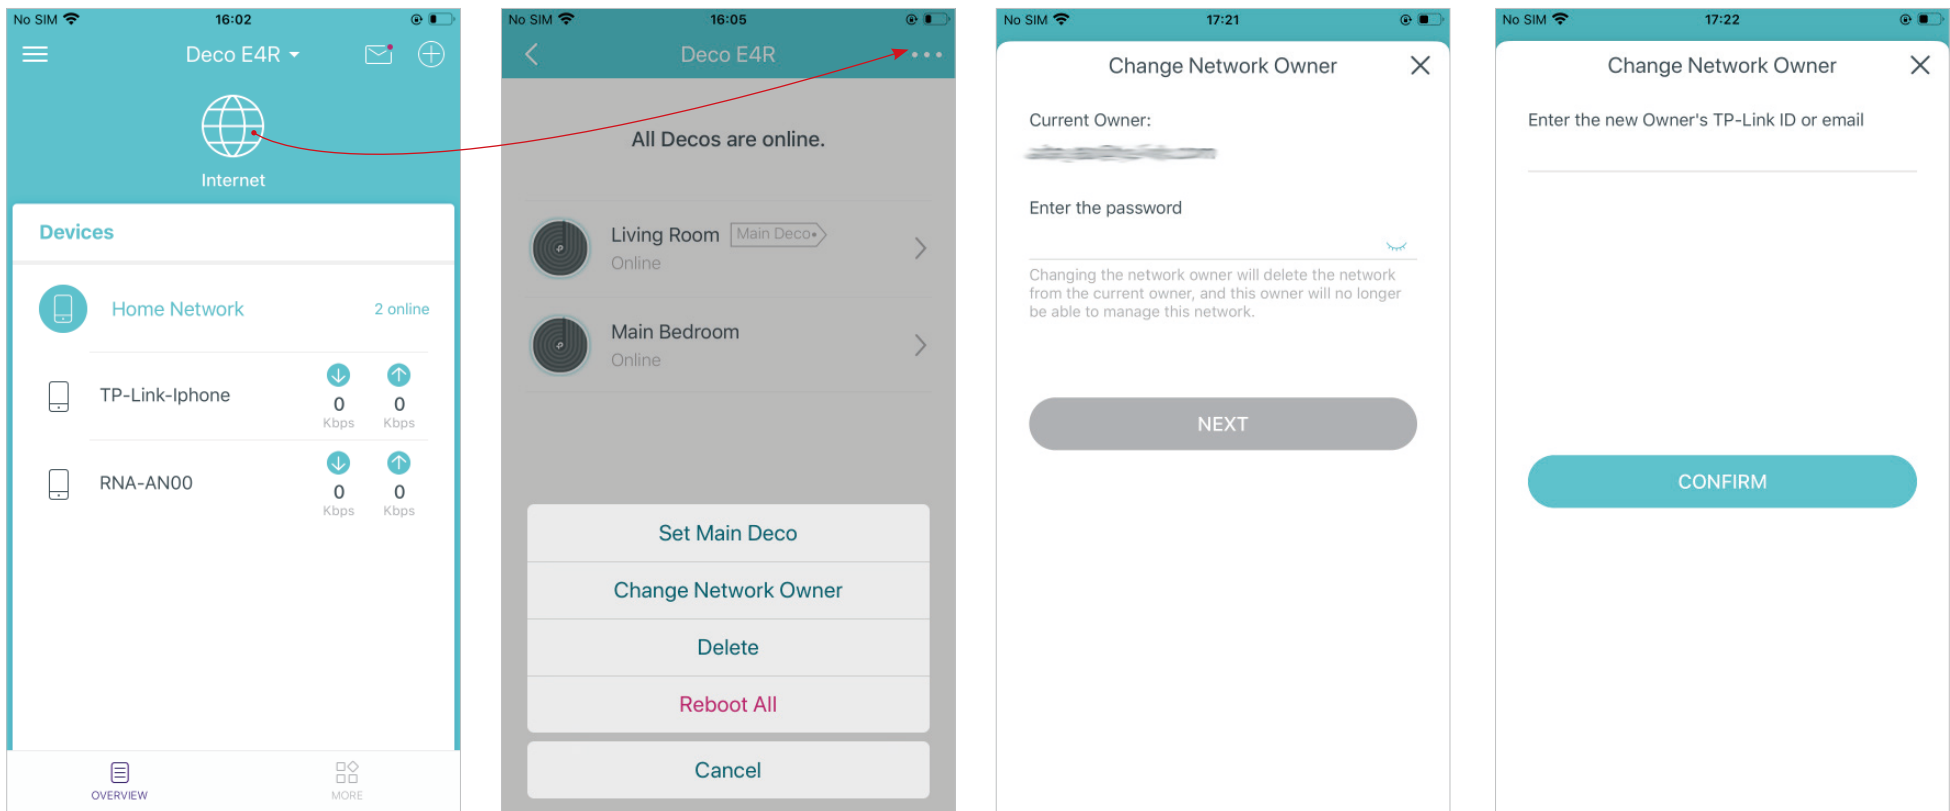 No SIM 16:02
Deco E4R
Internet
Devices
Home Network 2 online
TP-Link-Iphone
0 0
Kbps Kbps
RNA-AN00
0 0
Kbps Kbps
OVERVIEW MORE
No SIM 16:05
Deco E4R
All Decos are online.
Living Room Main Deco
Online
Main Bedroom
Online
Set Main Deco
Change Network Owner
Delete
Reboot All
Cancel
No SIM 17:21
Change Network Owner
Current Owner:
Enter the password
Changing the network owner will delete the network
from the current owner, and this owner will no longer
be able to manage this network.
NEXT
No SIM 17:22
Change Network Owner
Enter the new Owner's TP-Link ID or email
CONFIRM